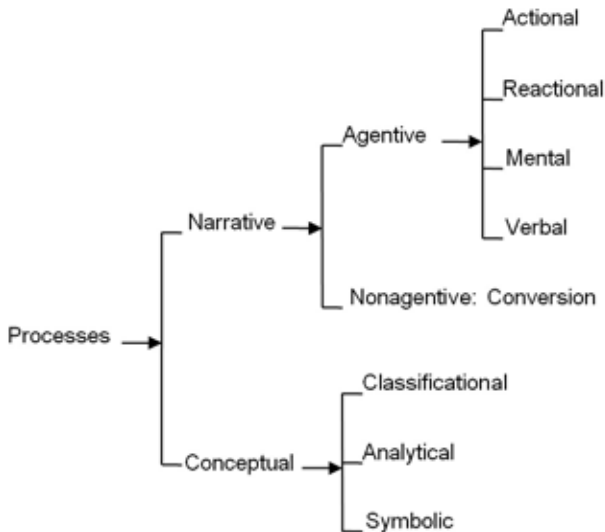 Actional
Reactional
Agentive
Mental
Narrative
Verbal
Nonagentive: Conversion
Processes
Classificational
Conceptual
Analytical
Symbolic